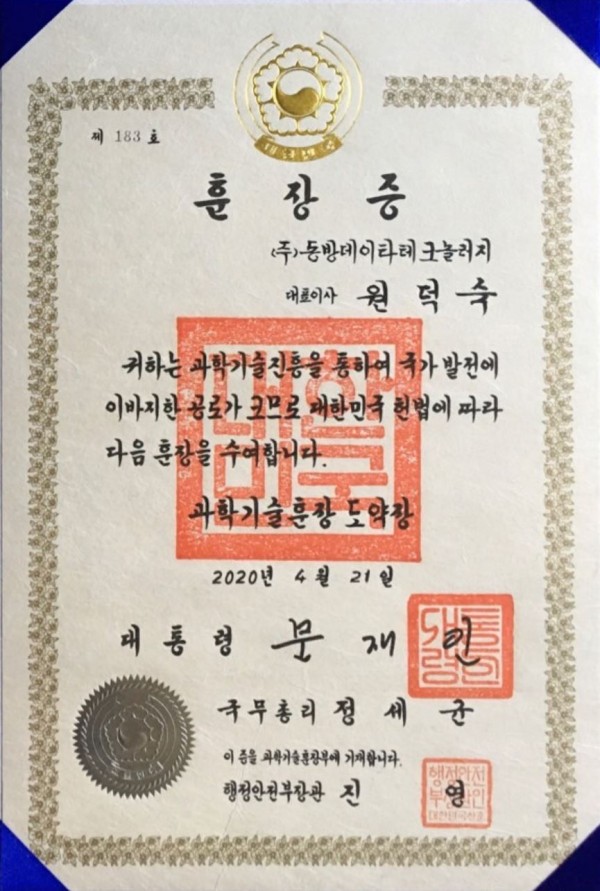 제 183 호
훈장증
(주)동방데이타테크놀러지
대표이사 원덕숙
귀하는 과학기술진흥을 통하여 국가 발전에
이바지한 공로가 크므로 대한민국 헌법에 따라
다음 훈장을 수여합니다.
과학기술훈장 도약장
2020년 4월 21일
대통령 문재인
국무총리 정세균
이 증을 과학기술훈장부에 기재합니다.
행정안전부장관 진영